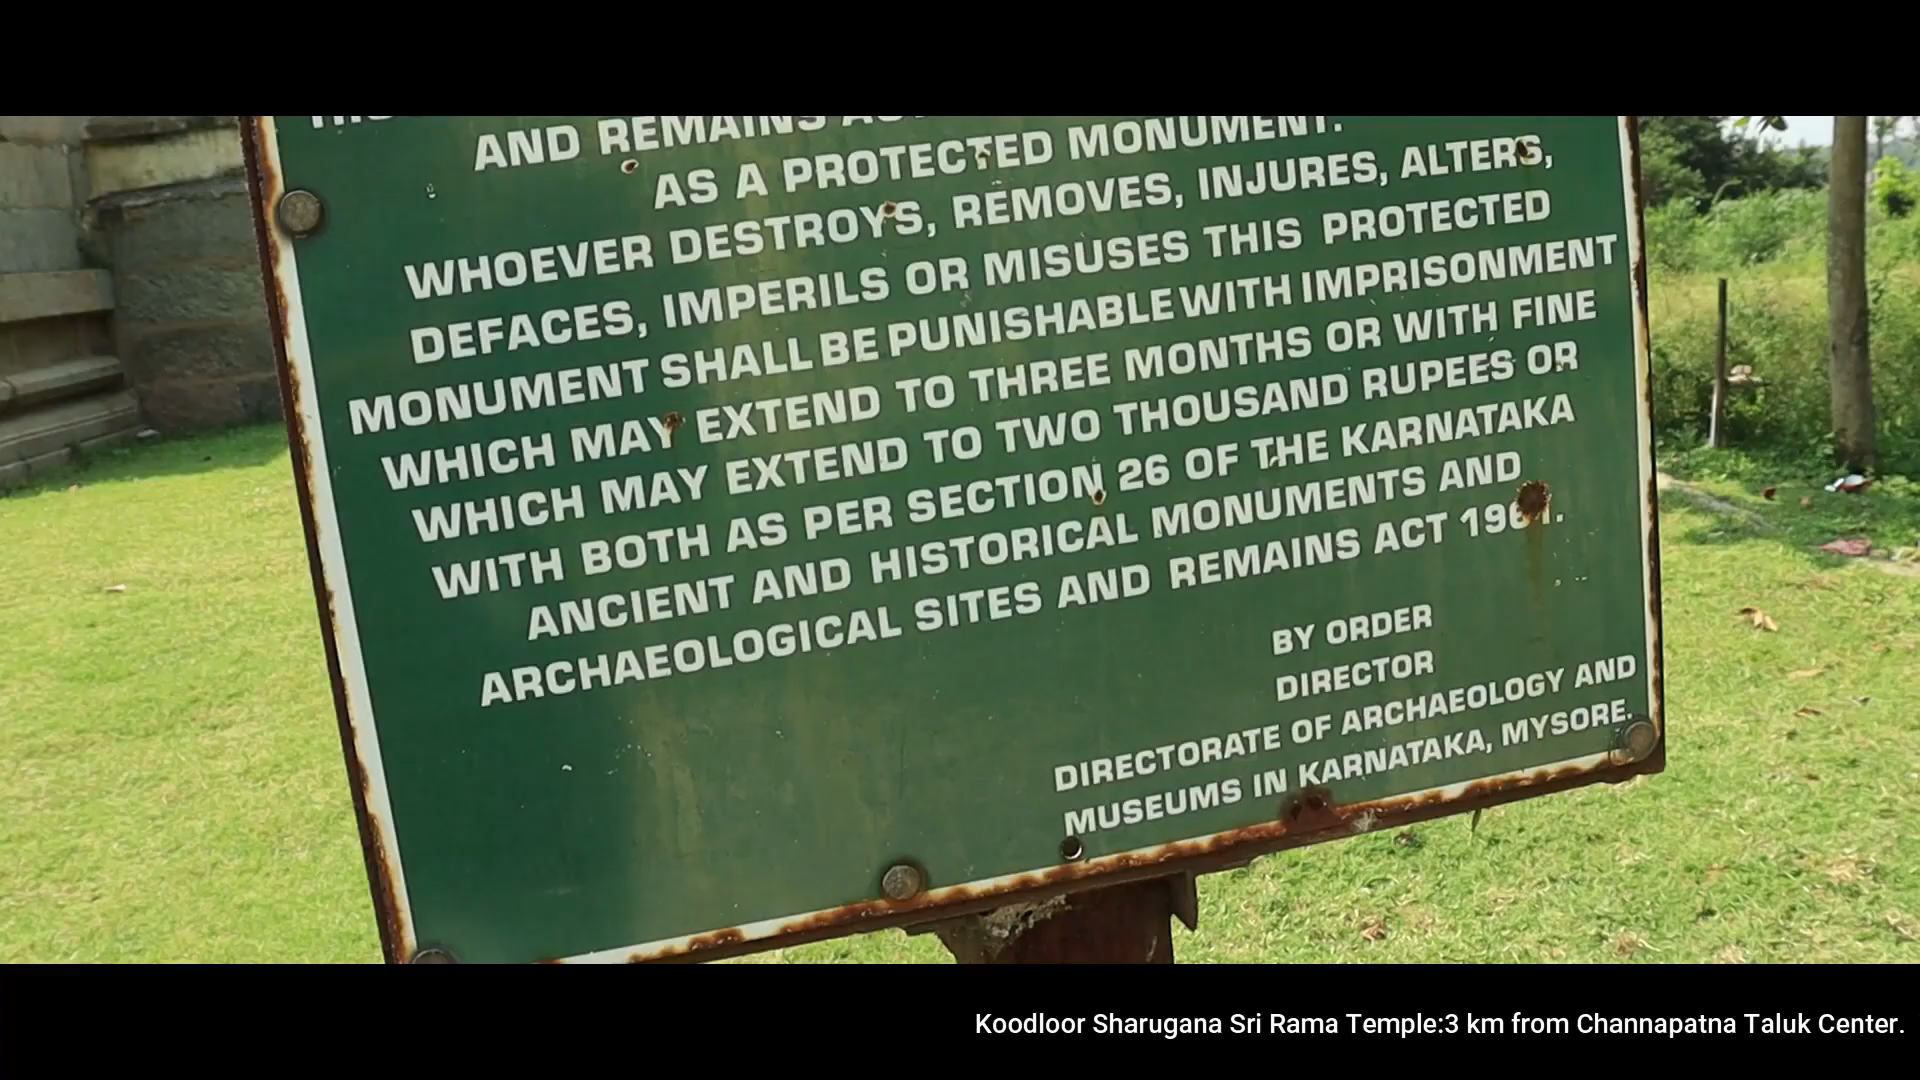 AND REMAINS
AS A PROTECTED MONUMENT.
WHOEVER DESTROYS, REMOVES, INJURES, ALTERS,
DEFACES, IMPERILS OR MISUSES THIS PROTECTED
MONUMENT SHALL BE PUNISHABLE WITH IMPRISONMENT
WHICH MAY EXTEND TO THREE MONTHS OR WITH FINE
WHICH MAY EXTEND TO TWO THOUSAND RUPEES OR
WITH BOTH AS PER SECTION 26 OF THE KARNATAKA
ANCIENT AND HISTORICAL MONUMENTS AND
ARCHAEOLOGICAL SITES AND REMAINS ACT 1961.
BY ORDER
DIRECTOR
DIRECTORATE OF ARCHAEOLOGY AND
MUSEUMS IN KARNATAKA, MYSORE.
Koodloor Sharugana Sri Rama Temple:3 km from Channapatna Taluk Center.